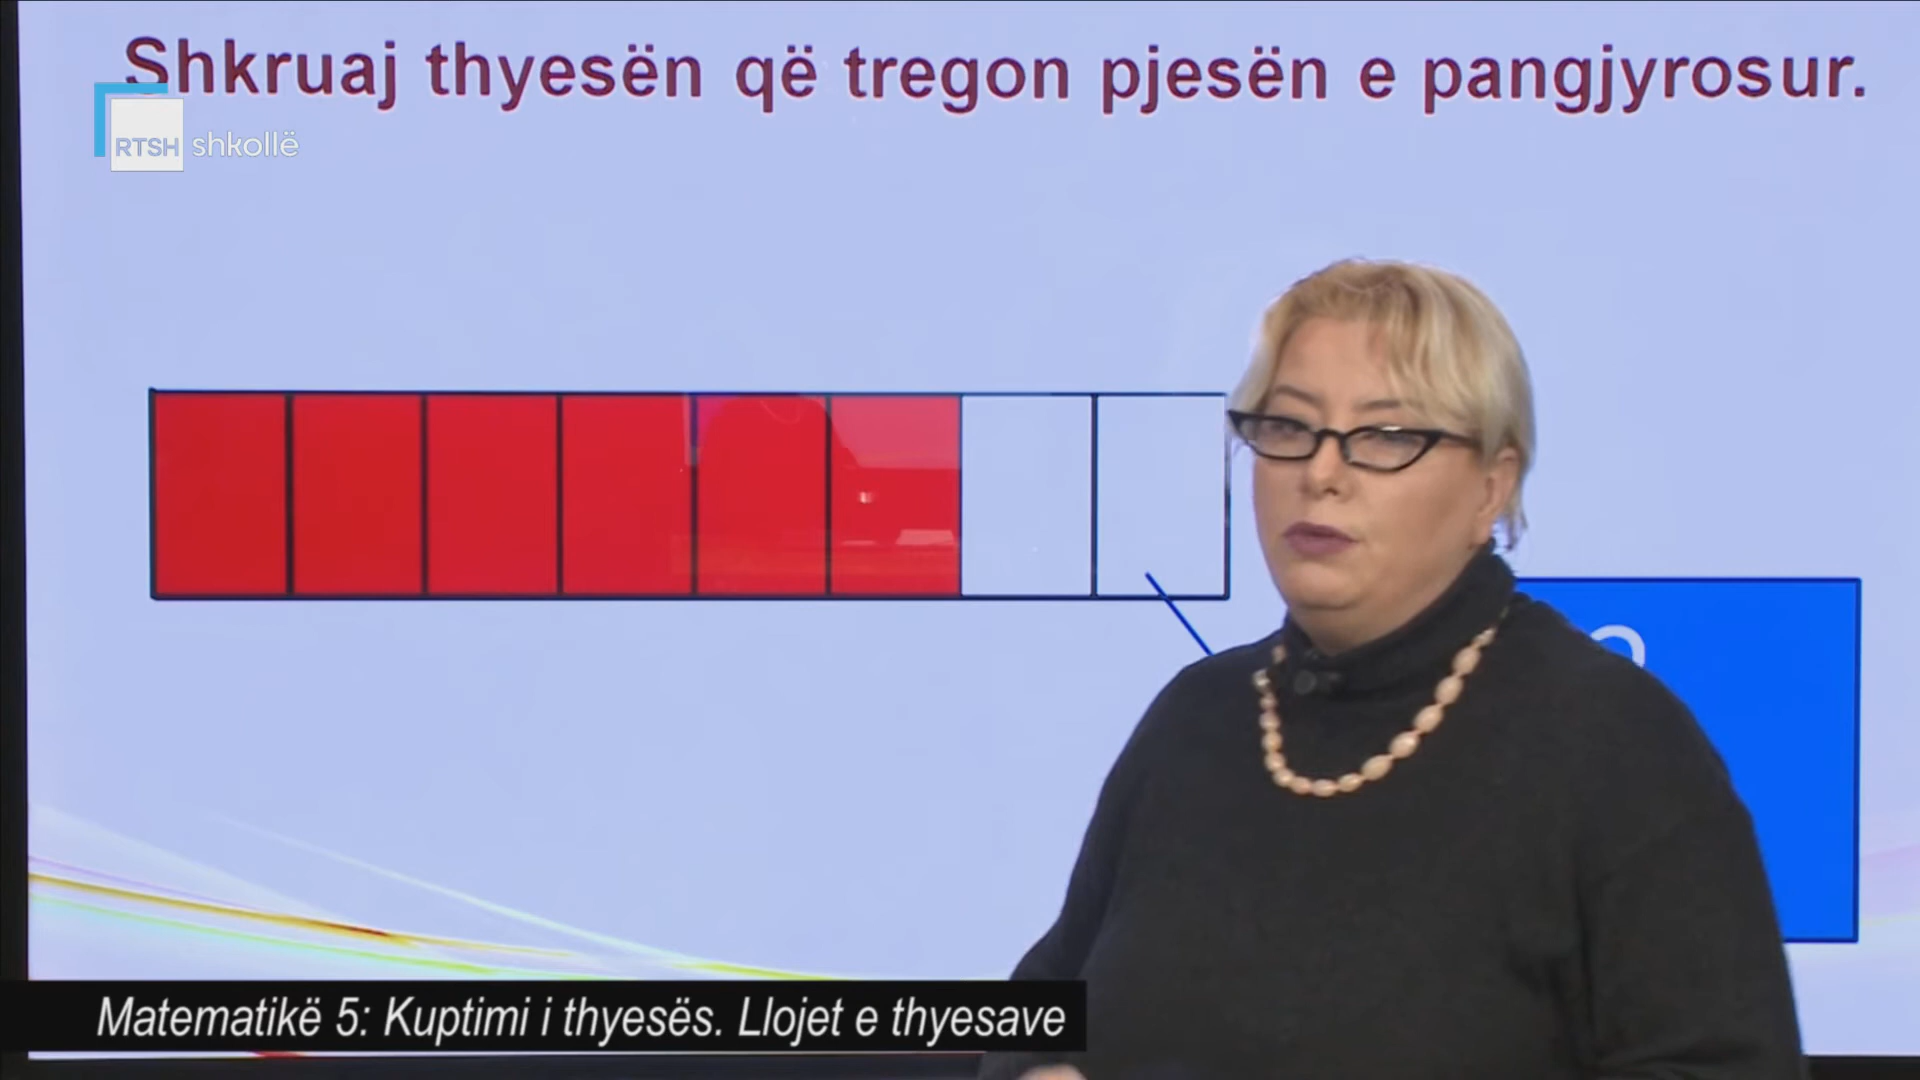 Shkruaj thyesën që tregon pjesën e pangjyrosur.
RTSH shkollë
Matematikë 5: Kuptimi i thyesës. Llojet e thyesave